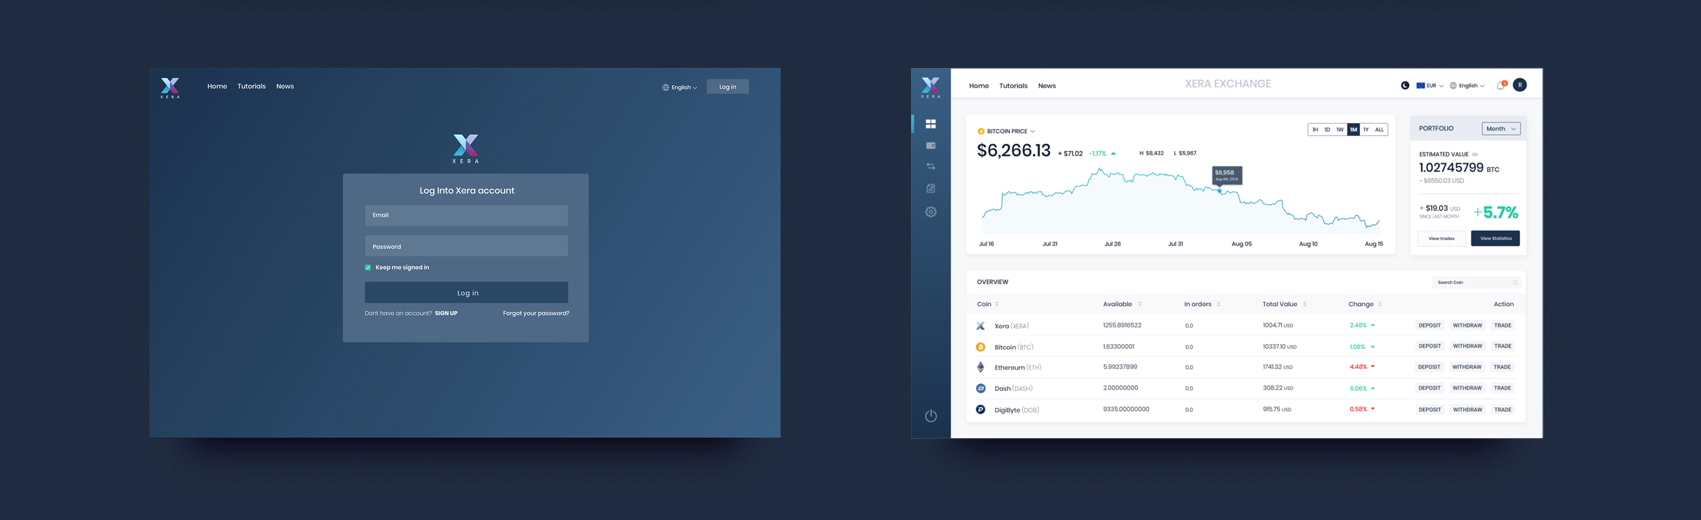 XERA
Home Tutorials News
English
Log in
XERA
Log Into Xera account
Email
Password
Keep me signed in
Log in
Dont have an account? SIGN UP
Forgot your password?
XERA
Home Tutorials News
XERA EXCHANGE
EUR
English
2
R
BITCOIN PRICE
1H 1D 1W 1M 1Y ALL
$6,266.13 + $71.02 -1.17% H $8,432 L $5,967
$6,958
Aug 4th, 2018
Jul 16 Jul 21 Jul 26 Jul 31 Aug 05 Aug 10 Aug 15
PORTFOLIO Month
ESTIMATED VALUE
1.02745799 BTC
~ $6550.03 USD
+ $19.03 USD
SINCE LAST MONTH
+5.7%
View trades View Statistics
OVERVIEW
Search Coin
Coin Available In orders Total Value Change Action
Xera (XERA) 1255.8916522 0.0 1004.71 USD 2.48% DEPOSIT WITHDRAW TRADE
Bitcoin (BTC) 1.63300001 0.0 10337.10 USD 1.08% DEPOSIT WITHDRAW TRADE
Ethereum (ETH) 5.99237899 0.0 1741.32 USD 4.48% DEPOSIT WITHDRAW TRADE
Dash (DASH) 2.00000000 0.0 308.22 USD 6.06% DEPOSIT WITHDRAW TRADE
DigiByte (DGB) 9335.00000000 0.0 915.75 USD 0.58% DEPOSIT WITHDRAW TRADE